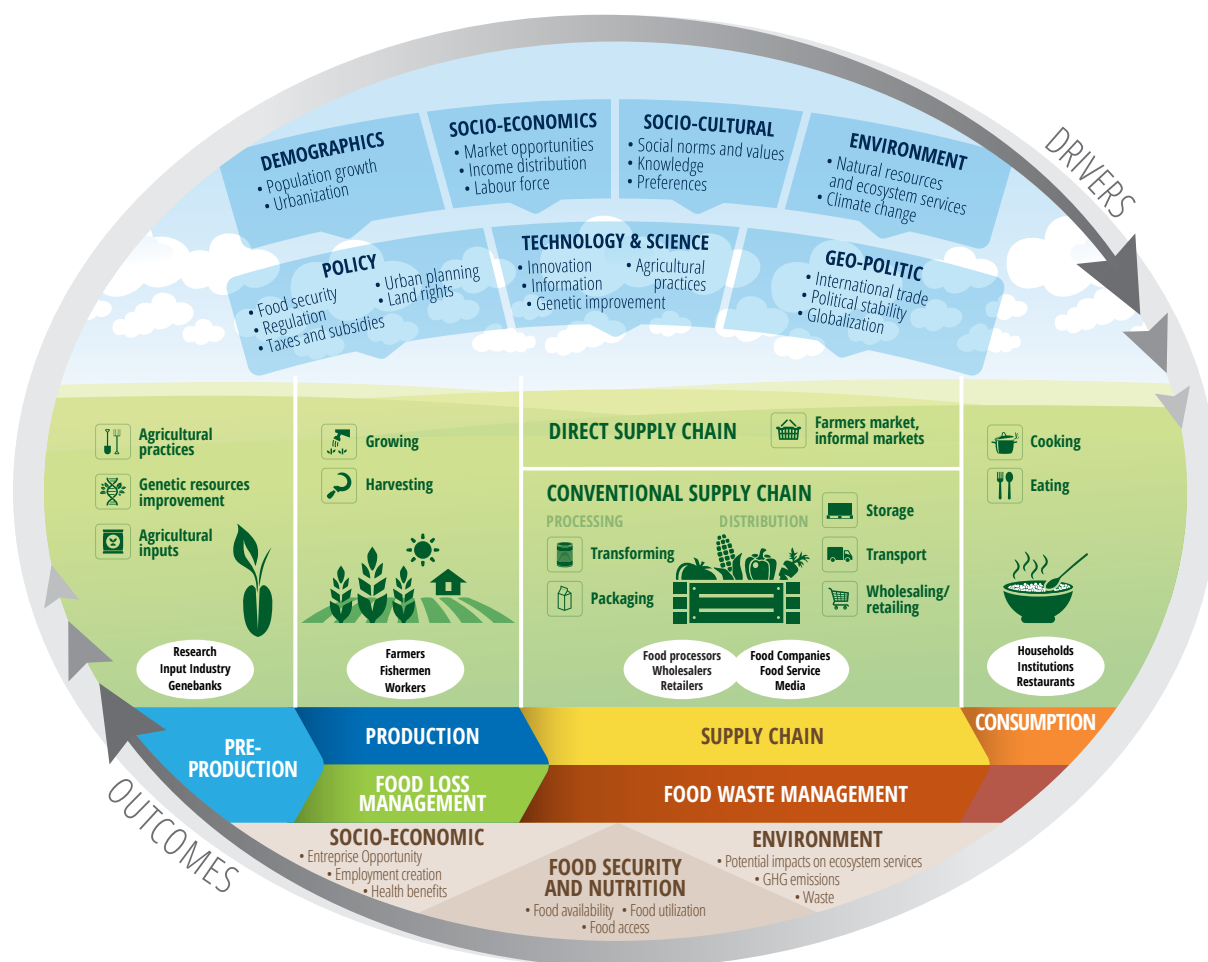 DRIVERS
DEMOGRAPHICS
• Population growth
• Urbanization
SOCIO-ECONOMICS
• Market opportunities
• Income distribution
• Labour force
SOCIO-CULTURAL
• Social norms and values
• Knowledge
• Preferences
ENVIRONMENT
• Natural resources
and ecosystem services
• Climate change
POLICY
• Food security
• Regulation
• Taxes and subsidies
• Urban planning
• Land rights
TECHNOLOGY & SCIENCE
• Innovation
• Information
• Genetic improvement
• Agricultural
practices
GEO-POLITIC
• International trade
• Political stability
• Globalization
Agricultural
practices
Genetic resources
improvement
Agricultural
inputs
Research
Input Industry
Genebanks
Growing
Harvesting
Farmers
Fishermen
Workers
DIRECT SUPPLY CHAIN
Farmers market,
informal markets
CONVENTIONAL SUPPLY CHAIN
PROCESSING
Transforming
Packaging
DISTRIBUTION
Storage
Transport
Wholesaling/
retailing
Food processors
Wholesalers
Retailers
Food Companies
Food Service
Media
Cooking
Eating
Households
Institutions
Restaurants
PRE-
PRODUCTION
PRODUCTION
SUPPLY CHAIN
CONSUMPTION
FOOD LOSS
MANAGEMENT
FOOD WASTE MANAGEMENT
OUTCOMES
SOCIO-ECONOMIC
• Entreprise Opportunity
• Employment creation
• Health benefits
FOOD SECURITY
AND NUTRITION
• Food availability • Food utilization
• Food access
ENVIRONMENT
• Potential impacts on ecosystem services
• GHG emissions
• Waste